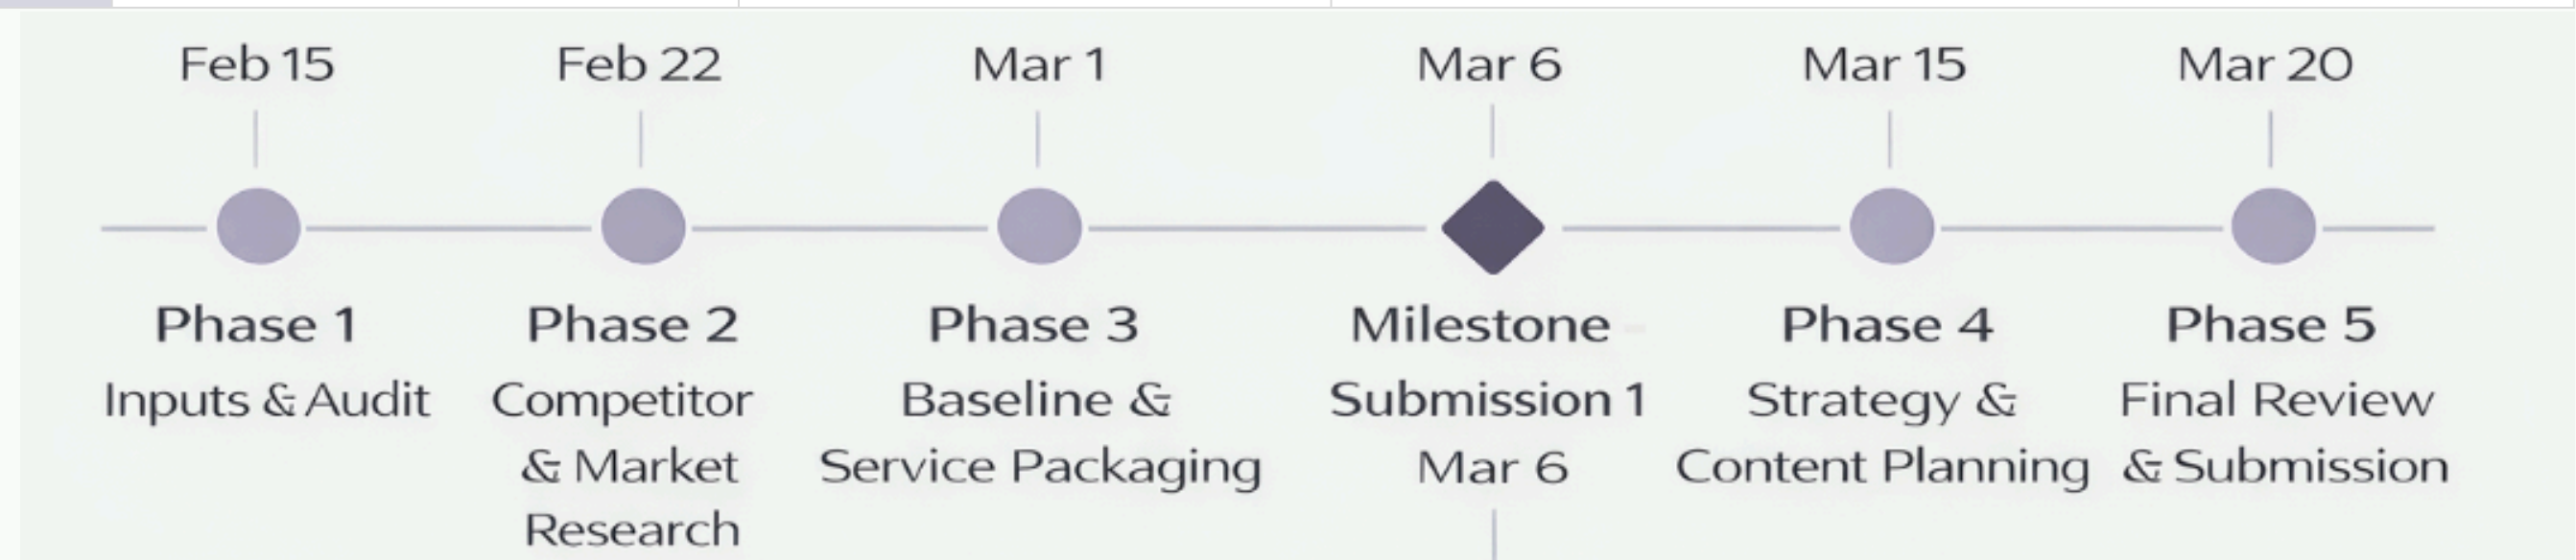 Feb 15
Feb 22
Mar 1
Mar 6
Mar 15
Mar 20
Phase 1
Inputs & Audit
Phase 2
Competitor
& Market
Research
Phase 3
Baseline &
Service Packaging
Milestone
Submission 1
Mar 6
Phase 4
Strategy &
Content Planning
Phase 5
Final Review
& Submission